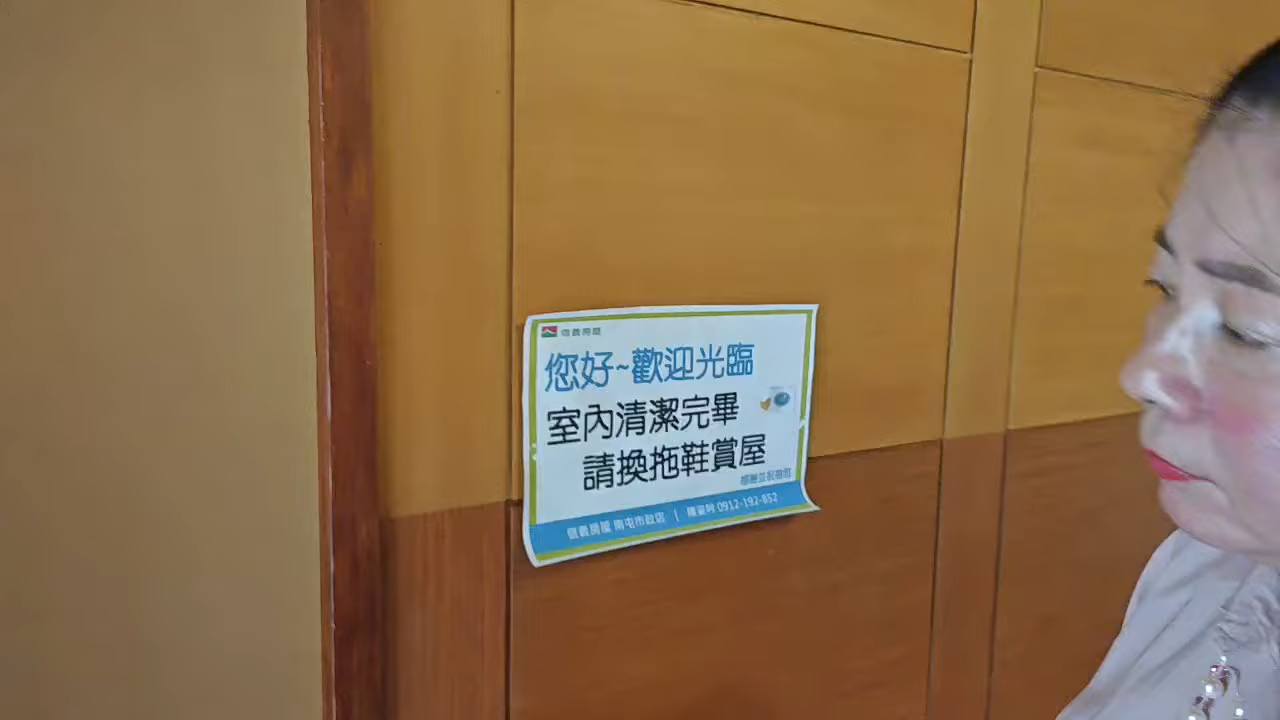 信義房屋
您好~歡迎光臨
室內清潔完畢
請換拖鞋賞屋
信義房屋 南屯市政店 | 0912-192-852